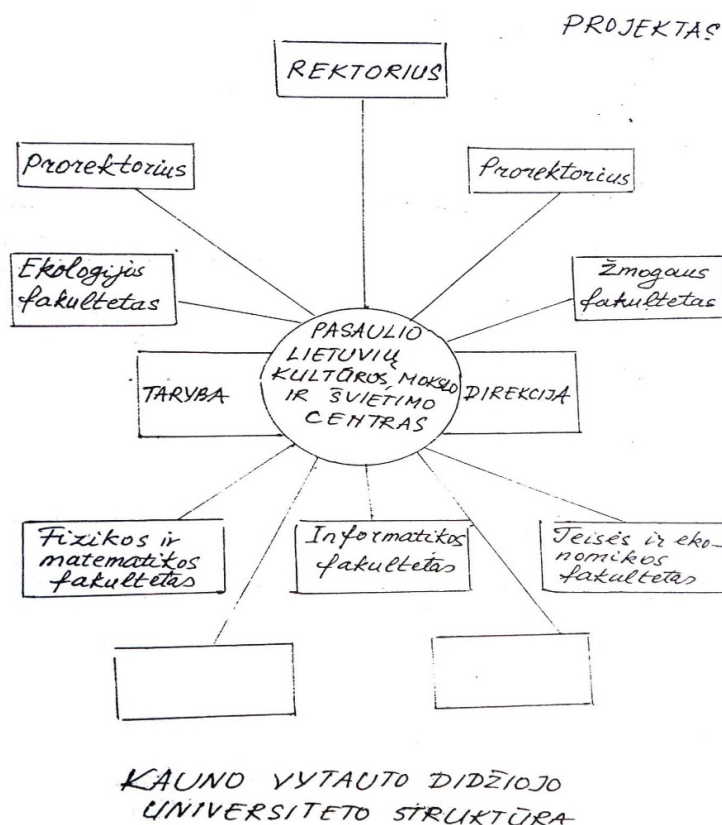 PROJEKTAS
REKTORIUS
Prorektorius
Prorektorius
Ekologijos
fakultetas
Žmogaus
fakultetas
PASAULIO
LIETUVIŲ
KULTŪROS, MOKSLO
IR ŠVIETIMO
CENTRAS
TARYBA
DIREKCIJA
Fizikos ir
matematikos
fakultetas
Informatikos
fakultetas
Teisės ir eko-
nomikos
fakultetas
KAUNO VYTAUTO DIDŽIOJO
UNIVERSITETO STRUKTŪRA